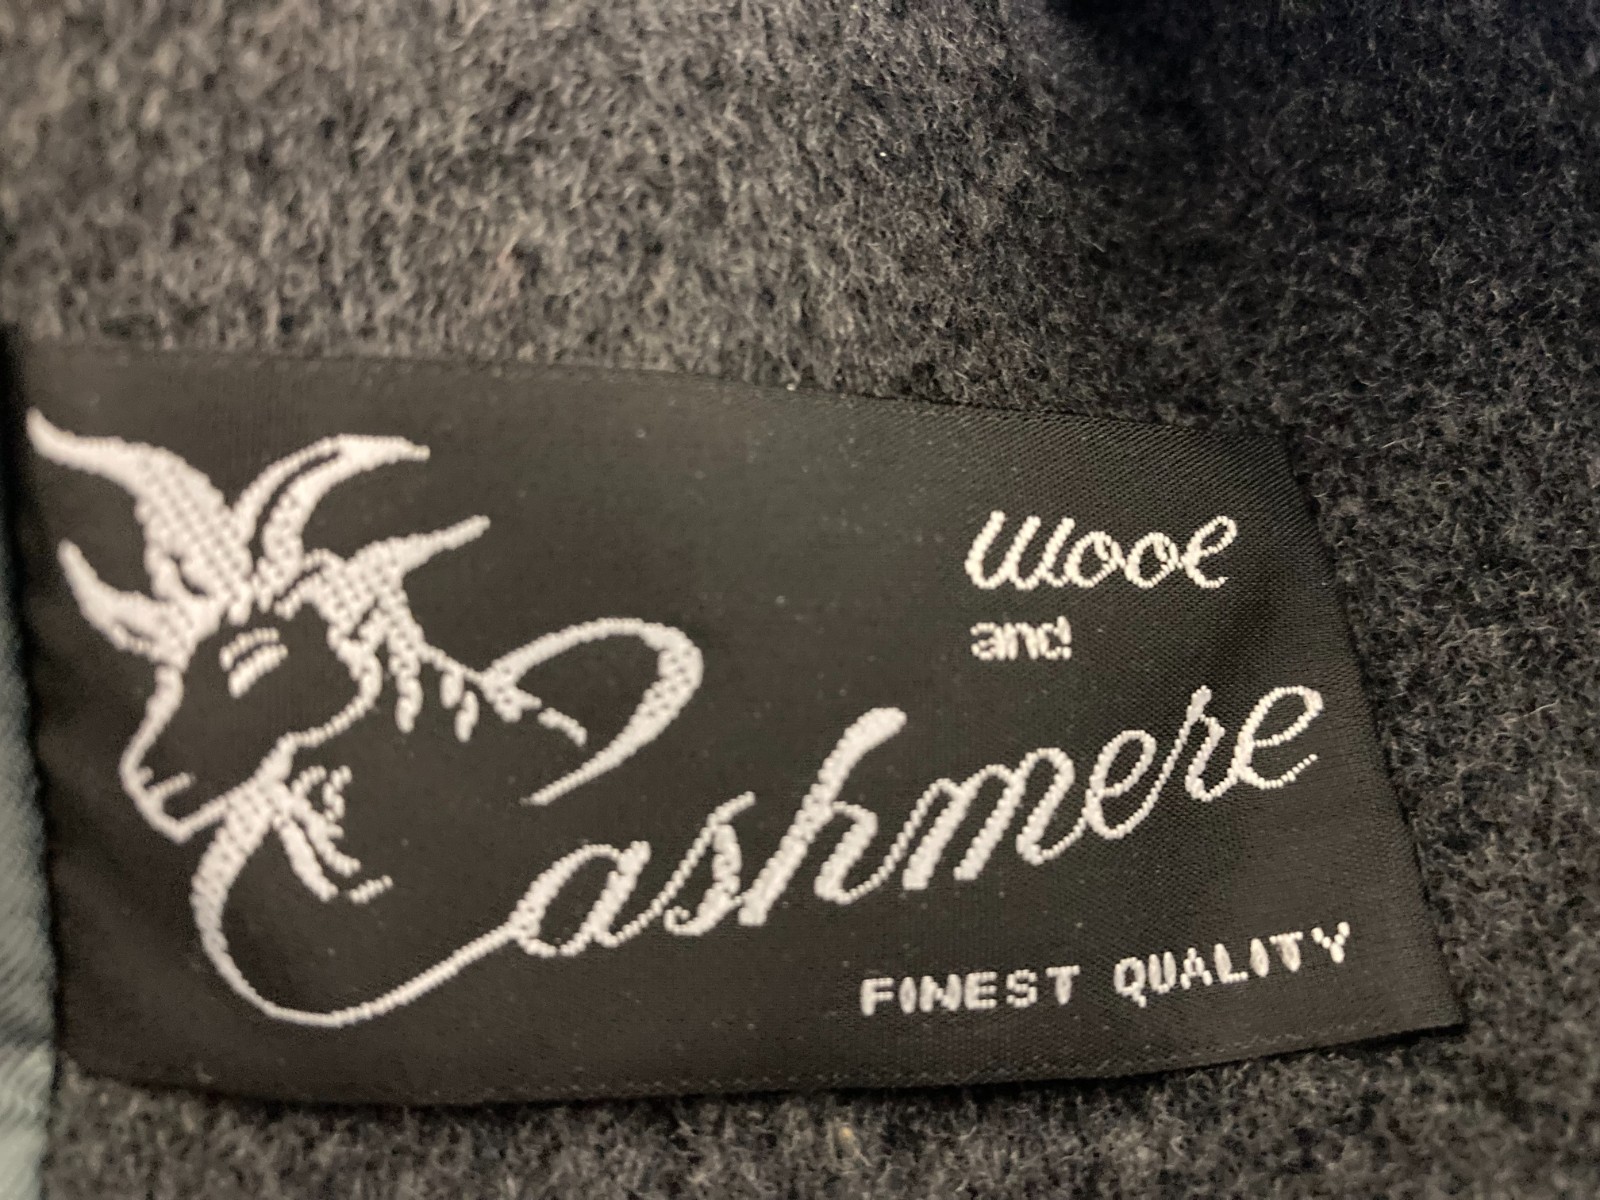 Wool
and
Cashmere
FINEST QUALITY